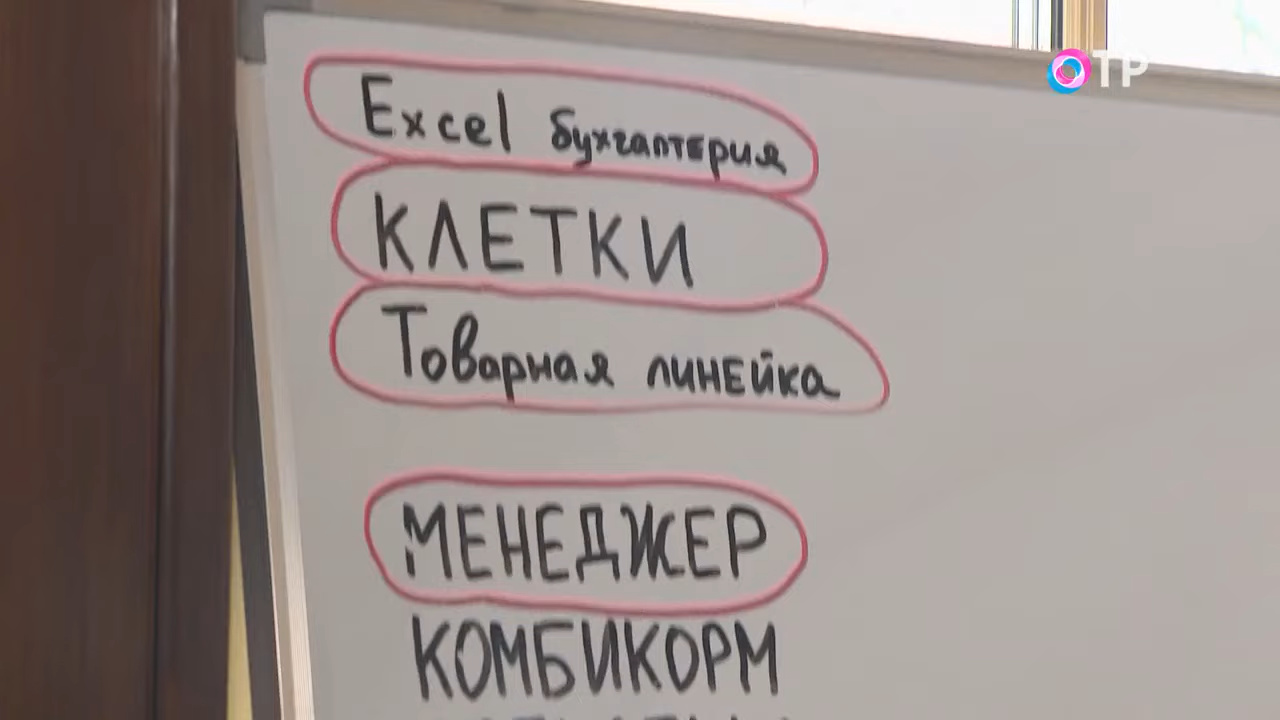 ОТР
Excel бухгалтерия
КЛЕТКИ
Товарная линейка
МЕНЕДЖЕР
КОМБИКОРМ